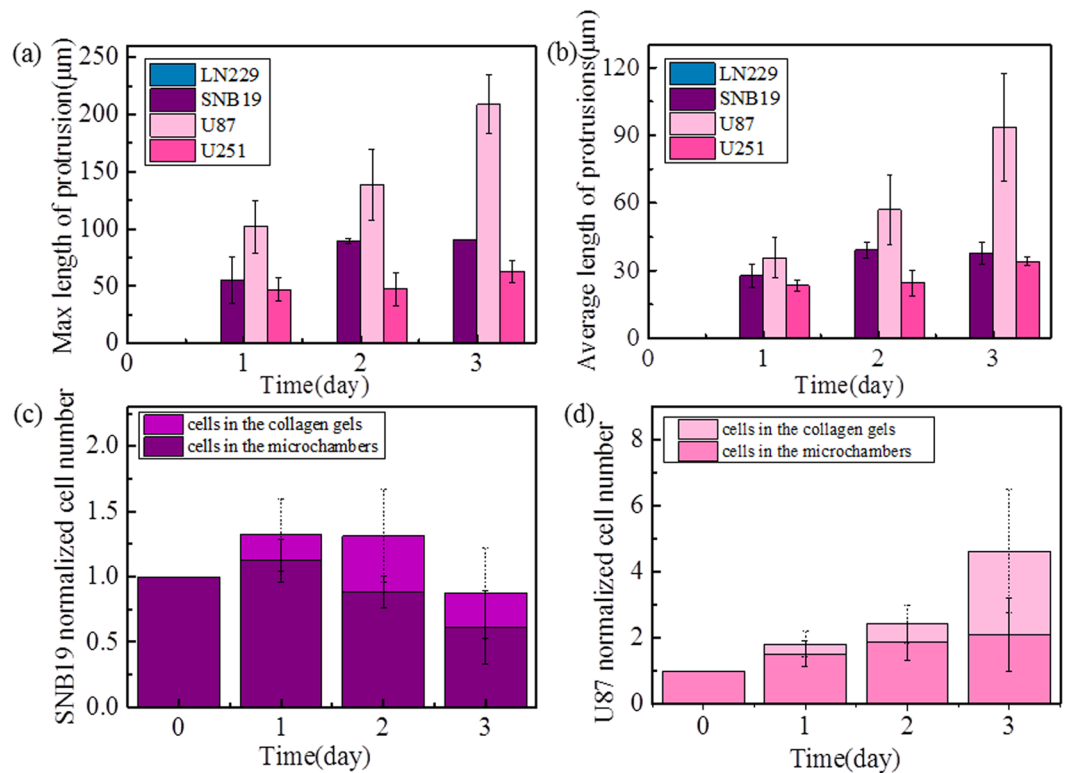 (a)
Max length of protrusion(μm)
250
200
150
100
50
0
LN229
SNB19
U87
U251
0 1 2 3
Time(day)
(b)
Average length of protrusions(μm)
120
90
60
30
0
LN229
SNB19
U87
U251
0 1 2 3
Time(day)
(c)
SNB19 normalized cell number
2.0
1.5
1.0
0.5
0.0
cells in the collagen gels
cells in the microchambers
0 1 2 3
Time(day)
(d)
U87 normalized cell number
8
6
4
2
0
cells in the collagen gels
cells in the microchambers
0 1 2 3
Time(day)